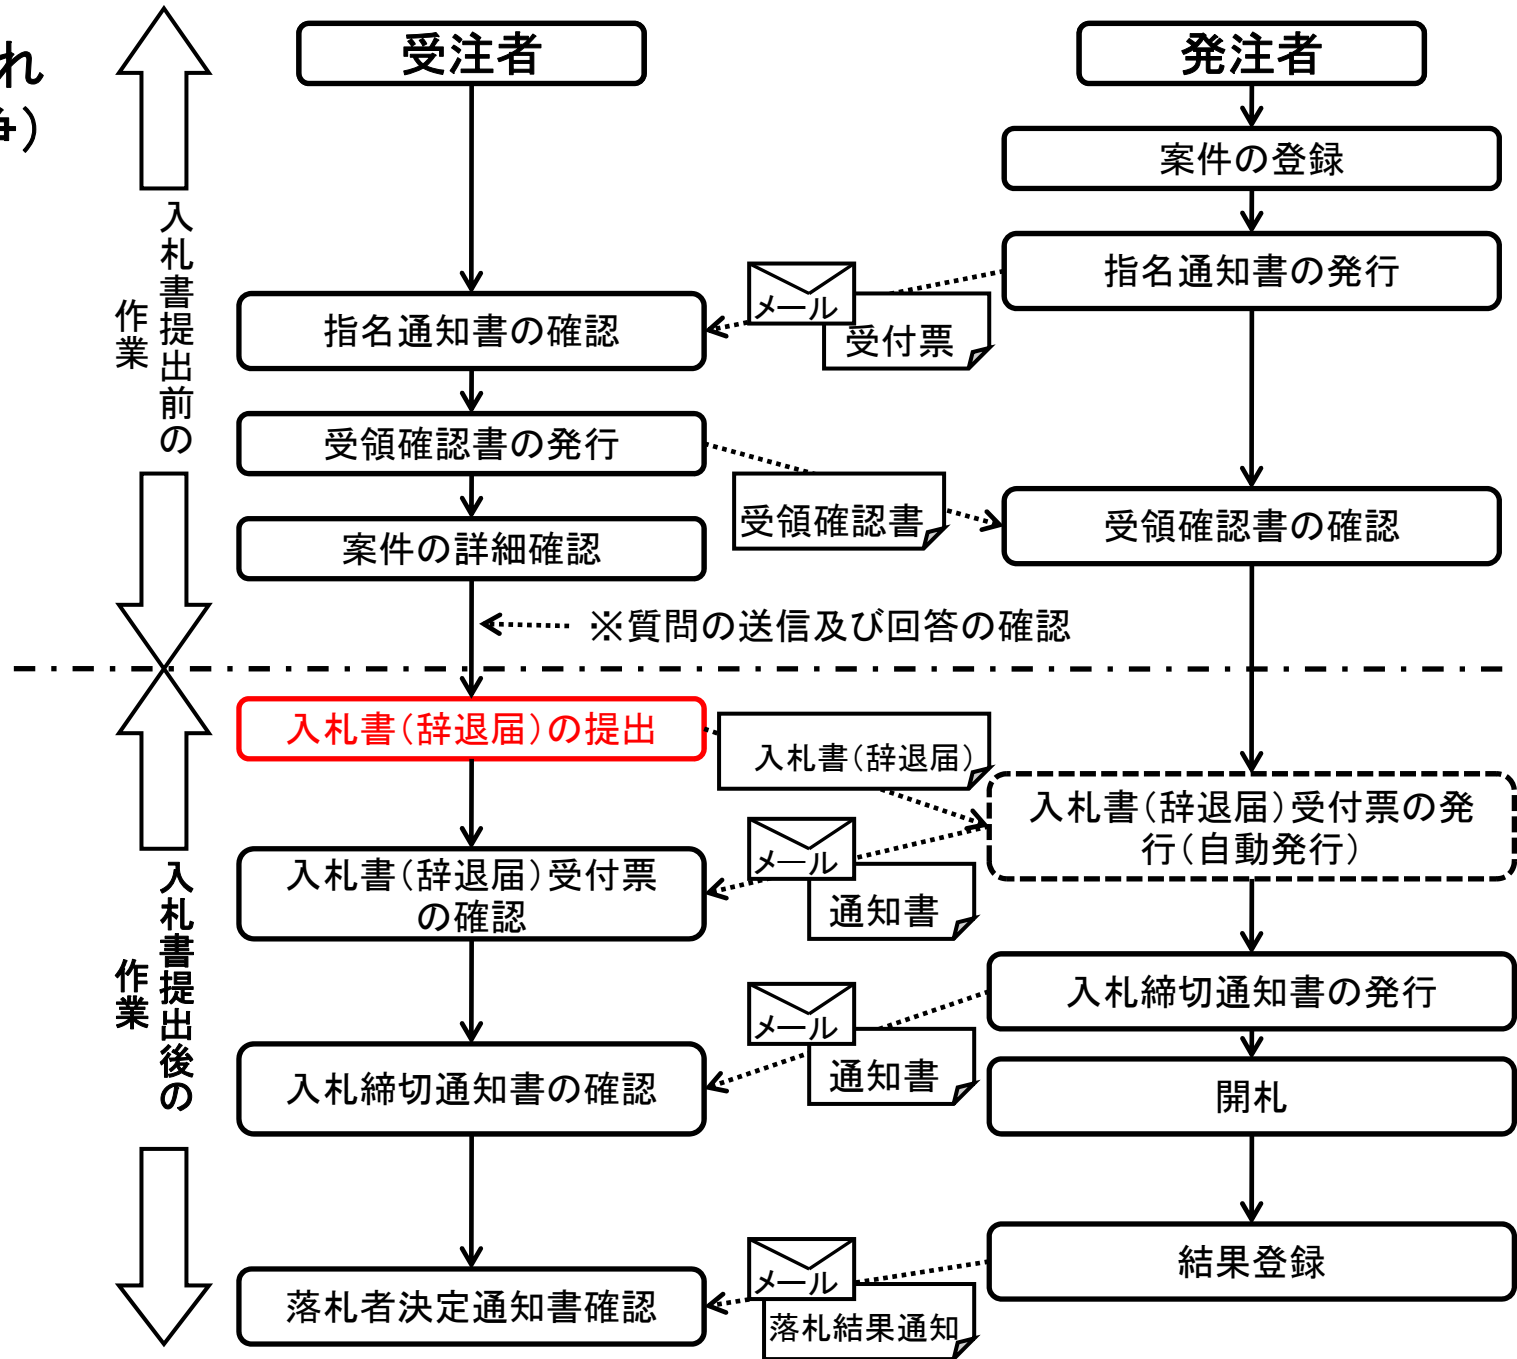 れ
争）
受注者
発注者
案件の登録
指名通知書の発行
メール
受付票
指名通知書の確認
受領確認書の発行
受領確認書
受領確認書の確認
案件の詳細確認
※質問の送信及び回答の確認
入札書提出前の
作業
入札書（辞退届）の提出
入札書（辞退届）
入札書（辞退届）受付票の発
行（自動発行）
メール
通知書
入札書（辞退届）受付票
の確認
入札締切通知書の発行
メール
通知書
入札締切通知書の確認
開札
入札書提出後の
作業
結果登録
メール
落札結果通知
落札者決定通知書確認